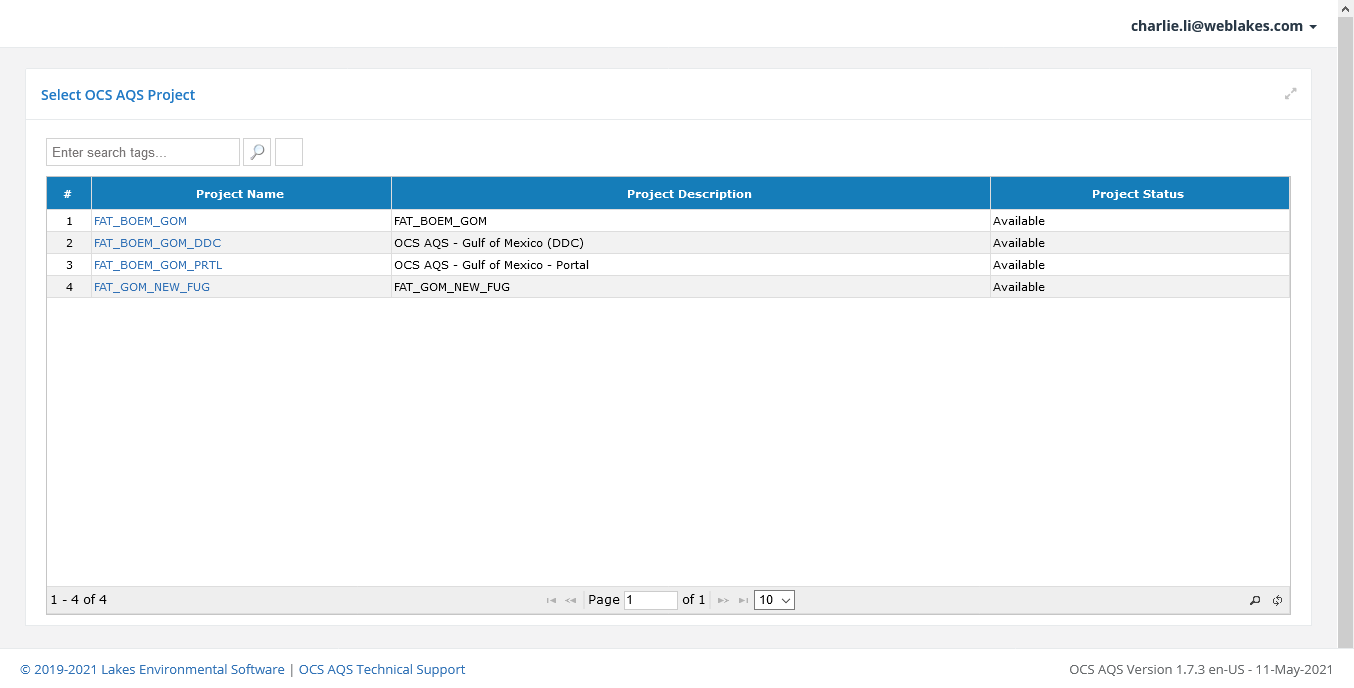 charlie.li@weblakes.com
Select OCS AQS Project
Enter search tags...
# Project Name Project Description Project Status
1 FAT_BOEM_GOM FAT_BOEM_GOM Available
2 FAT_BOEM_GOM_DDC OCS AQS - Gulf of Mexico (DDC) Available
3 FAT_BOEM_GOM_PRTL OCS AQS - Gulf of Mexico - Portal Available
4 FAT_GOM_NEW_FUG FAT_GOM_NEW_FUG Available
1 - 4 of 4 Page 1 of 1 10
© 2019-2021 Lakes Environmental Software | OCS AQS Technical Support OCS AQS Version 1.7.3 en-US - 11-May-2021